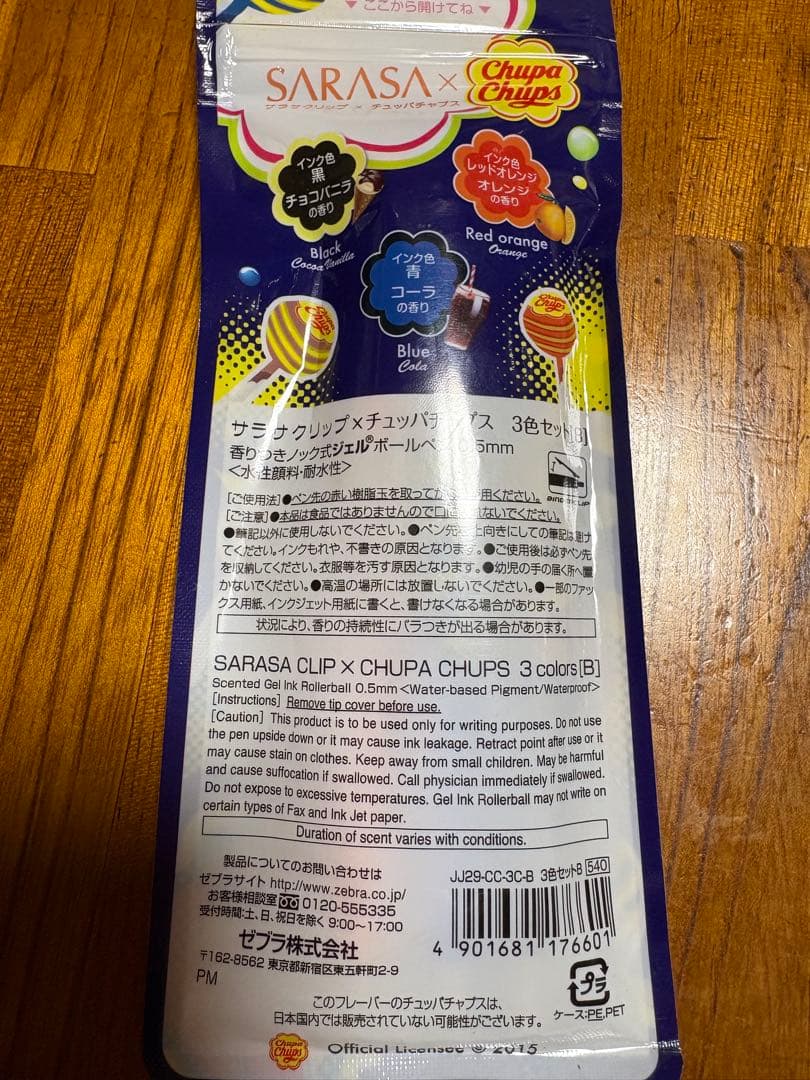 ▼ ここから開けてね ▼
SARASA×
Chupa Chups
サラサクリップ × チュッパチャプス
インク色
黒
チョコバニラ
の香り
Black
Cocoa Vanilla
インク色
レッドオレンジ
オレンジ
の香り
Red orange
Orange
インク色
青
コーラ
の香り
Blue
Cola
Chupa Chups
Chupa Chups
サラサクリップ×チュッパチャプス 3色セット[B]
香りつきノック式ジェル®ボールペン 0.5mm
<水性顔料・耐水性>
BINDER CLIP
[ご使用法]●ペン先の赤い樹脂玉を取ってからご使用ください。
[ご注意]●本品は食品ではありませんので口に入れないでください。
●筆記以外に使用しないでください。●ペン先を上向きにしての筆記は避け
てください。インクもれや、不書きの原因となります。●ご使用後は必ずペン先
を収納してください。衣服等を汚す原因となります。●幼児の手の届く所へ置
かないでください。●高温の場所には放置しないでください。●一部のファッ
クス用紙、インクジェット用紙に書くと、書けなくなる場合があります。
状況により、香りの持続性にバラつきが出る場合があります。
SARASA CLIP × CHUPA CHUPS 3 colors[B]
Scented Gel Ink Rollerball 0.5mm <Water-based Pigment/Waterproof>
[Instructions] Remove tip cover before use.
[Caution] This product is to be used only for writing purposes. Do not use
the pen upside down or it may cause ink leakage. Retract point after use or it
may cause stain on clothes. Keep away from small children. May be harmful
and cause suffocation if swallowed. Call physician immediately if swallowed.
Do not expose to excessive temperatures. Gel Ink Rollerball may not write on
certain types of Fax and Ink Jet paper.
Duration of scent varies with conditions.
製品についてのお問い合わせは
ゼブラサイト http://www.zebra.co.jp/
お客様相談室 0120-555335
受付時間:土、日、祝日を除く 9:00~17:00
ゼブラ株式会社
〒162-8562 東京都新宿区東五軒町2-9
PM
JJ29-CC-3C-B 3色セットB 540
4 901681 176601
プラ
ケース:PE,PET
このフレーバーのチュッパチャプスは、
日本国内では販売されていない可能性がございます。
Chupa Chups Official Licensee © 2015